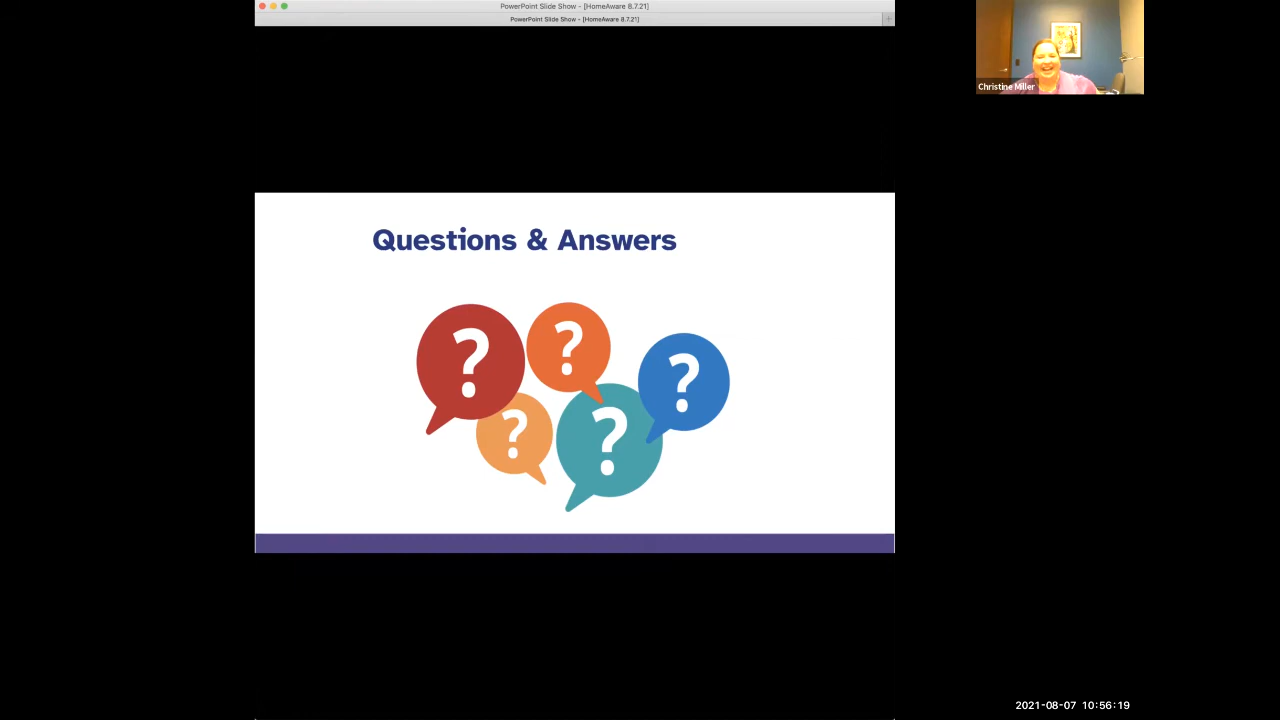 PowerPoint Slide Show - [HomeAware 8.7.21]
PowerPoint Slide Show - [HomeAware 8.7.21]
+
Christine Miller
Questions & Answers
?
?
?
?
?
2021-08-07 10:56:19